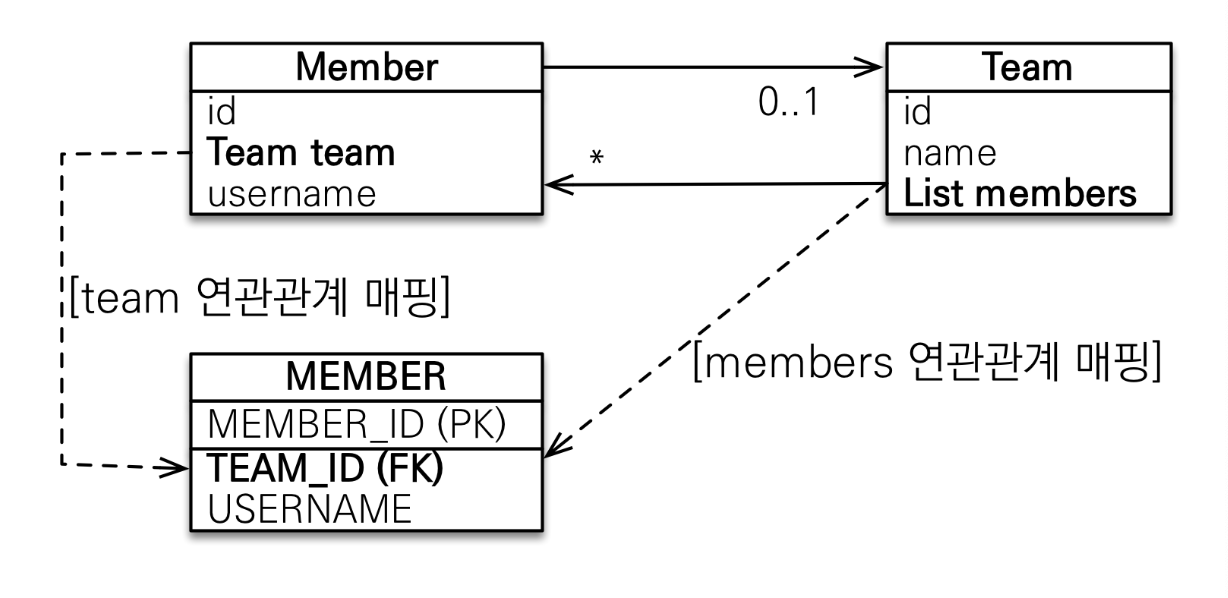 Member
id
Team team
username
0..1
*
Team
id
name
List members
[team 연관관계 매핑]
[members 연관관계 매핑]
MEMBER
MEMBER_ID (PK)
TEAM_ID (FK)
USERNAME